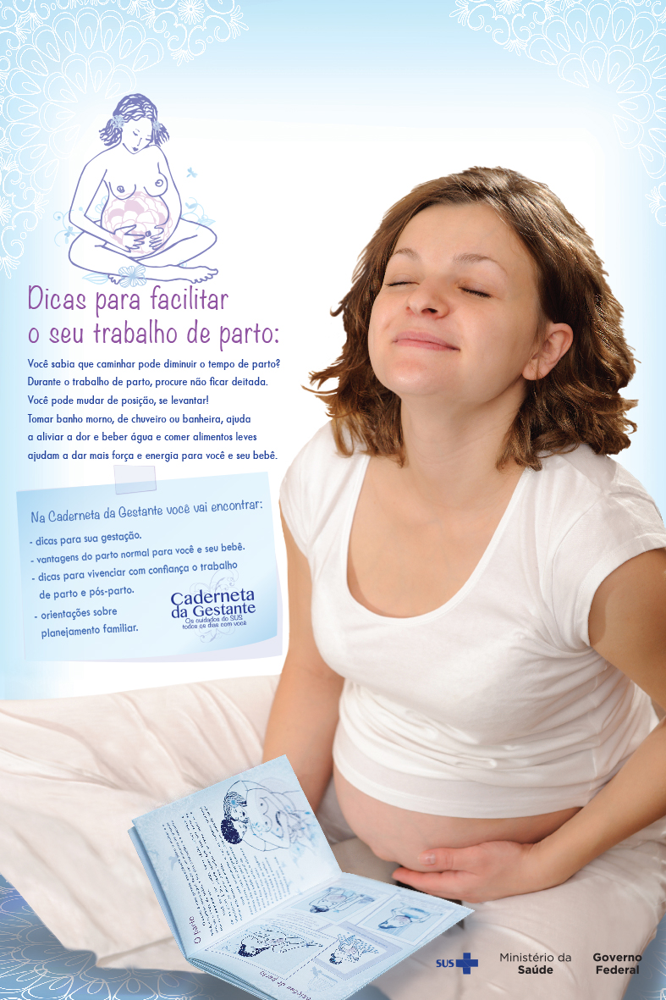 Dicas para facilitar
o seu trabalho de parto:
Você sabia que caminhar pode diminuir o tempo de parto?
Durante o trabalho de parto, procure não ficar deitada.
Você pode mudar de posição, se levantar!
Tomar banho morno, de chuveiro ou banheira, ajuda
a aliviar a dor e beber água e comer alimentos leves
ajudam a dar mais força e energia para você e seu bebê.
Na Caderneta da Gestante você vai encontrar:
- dicas para sua gestação.
- vantagens do parto normal para você e seu bebê.
- dicas para vivenciar com confiança o trabalho
de parto e pós-parto.
- orientações sobre
planejamento familiar.
Caderneta
da Gestante
Os cuidados do SUS
todos os dias com você
O parto
de parto
SUS
Ministério da
Saúde
Governo
Federal